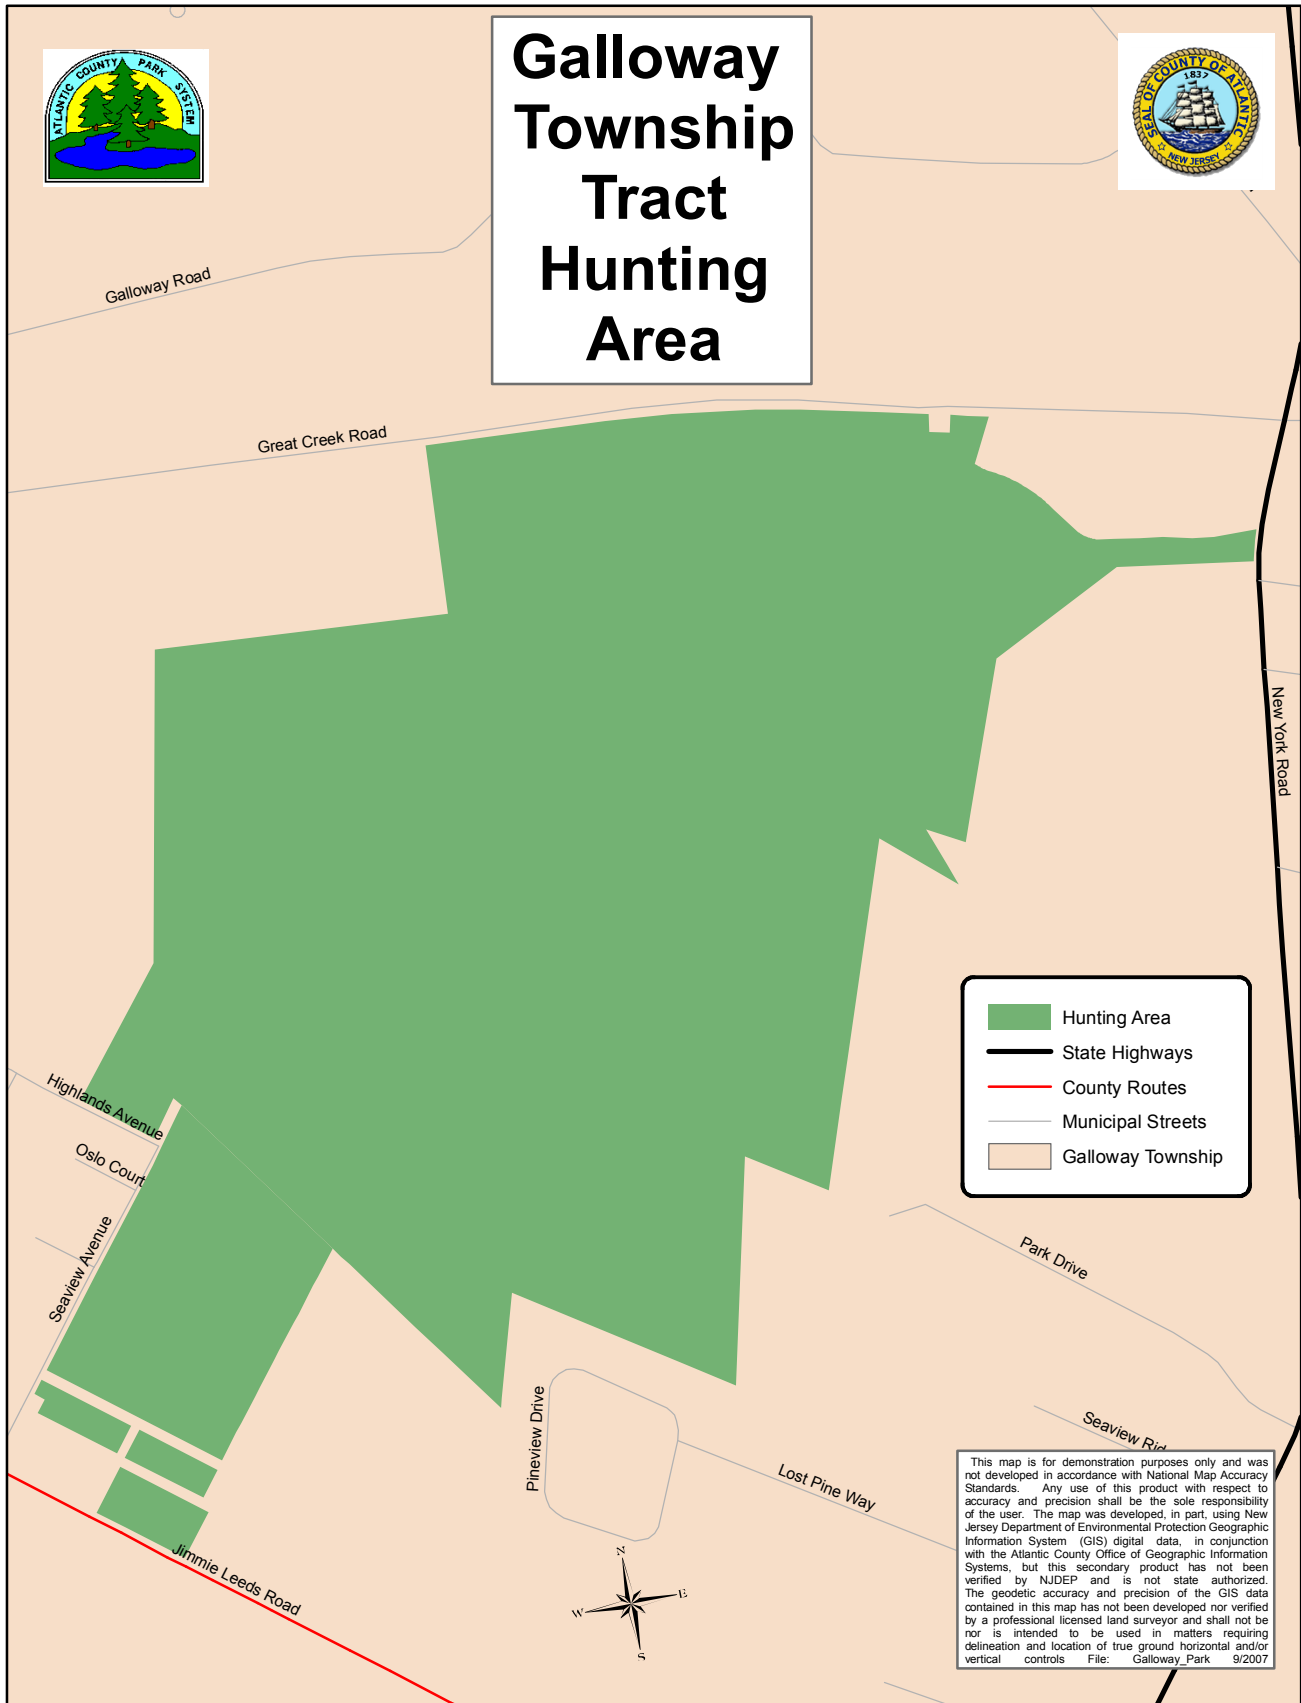 Galloway
Township
Tract
Hunting
Area
ATLANTIC COUNTY PARK SYSTEM
SEAL OF COUNTY OF ATLANTIC
1837
NEW JERSEY
Galloway Road
Great Creek Road
New York Road
Hunting Area
State Highways
County Routes
Municipal Streets
Galloway Township
Highlands Avenue
Oslo Court
Seaview Avenue
Park Drive
Pineview Drive
Lost Pine Way
Seaview Rid
Jimmie Leeds Road
N
E
W
S
This map is for demonstration purposes only and was
not developed in accordance with National Map Accuracy
Standards. Any use of this product with respect to
accuracy and precision shall be the sole responsibility
of the user. The map was developed, in part, using New
Jersey Department of Environmental Protection Geographic
Information System (GIS) digital data, in conjunction
with the Atlantic County Office of Geographic Information
Systems, but this secondary product has not been
verified by NJDEP and is not state authorized.
The geodetic accuracy and precision of the GIS data
contained in this map has not been developed nor verified
by a professional licensed land surveyor and shall not be
nor is intended to be used in matters requiring
delineation and location of true ground horizontal and/or
vertical controls File: Galloway_Park 9/2007